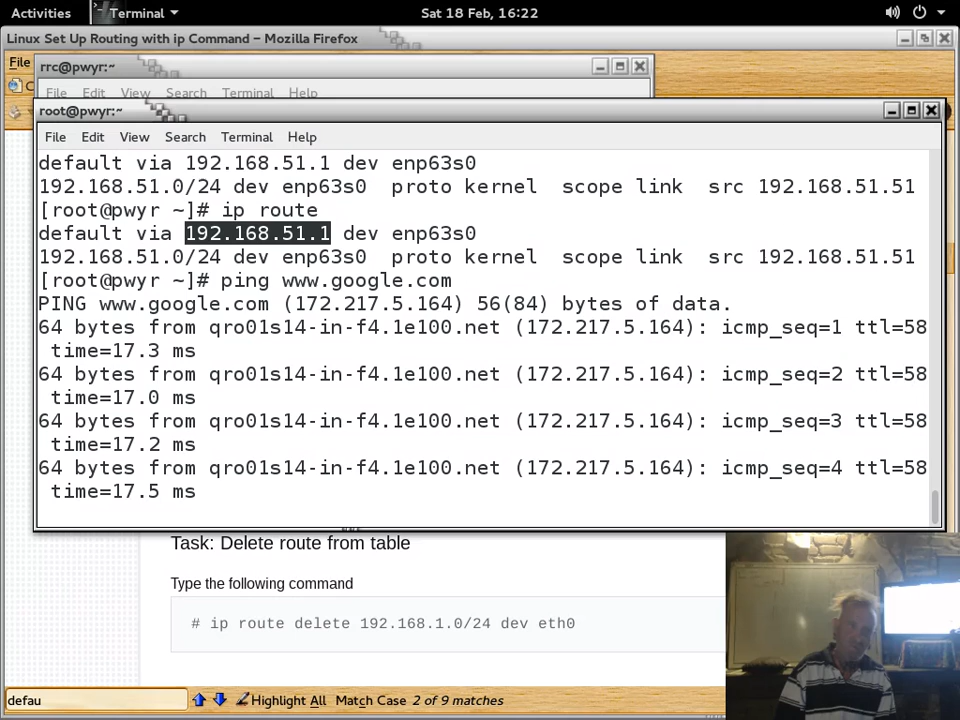 Activities
Terminal
Sat 18 Feb, 16:22
Linux Set Up Routing with ip Command – Mozilla Firefox
File
rrc@pwyr:~
File Edit View Search Terminal Help
root@pwyr:~
File Edit View Search Terminal Help
default via 192.168.51.1 dev enp63s0
192.168.51.0/24 dev enp63s0  proto kernel  scope link  src 192.168.51.51
[root@pwyr ~]# ip route
default via 192.168.51.1 dev enp63s0
192.168.51.0/24 dev enp63s0  proto kernel  scope link  src 192.168.51.51
[root@pwyr ~]# ping www.google.com
PING www.google.com (172.217.5.164) 56(84) bytes of data.
64 bytes from qro01s14-in-f4.1e100.net (172.217.5.164): icmp_seq=1 ttl=58
time=17.3 ms
64 bytes from qro01s14-in-f4.1e100.net (172.217.5.164): icmp_seq=2 ttl=58
time=17.0 ms
64 bytes from qro01s14-in-f4.1e100.net (172.217.5.164): icmp_seq=3 ttl=58
time=17.2 ms
64 bytes from qro01s14-in-f4.1e100.net (172.217.5.164): icmp_seq=4 ttl=58
time=17.5 ms
Task: Delete route from table
Type the following command
# ip route delete 192.168.1.0/24 dev eth0
defau
Highlight All Match Case 2 of 9 matches